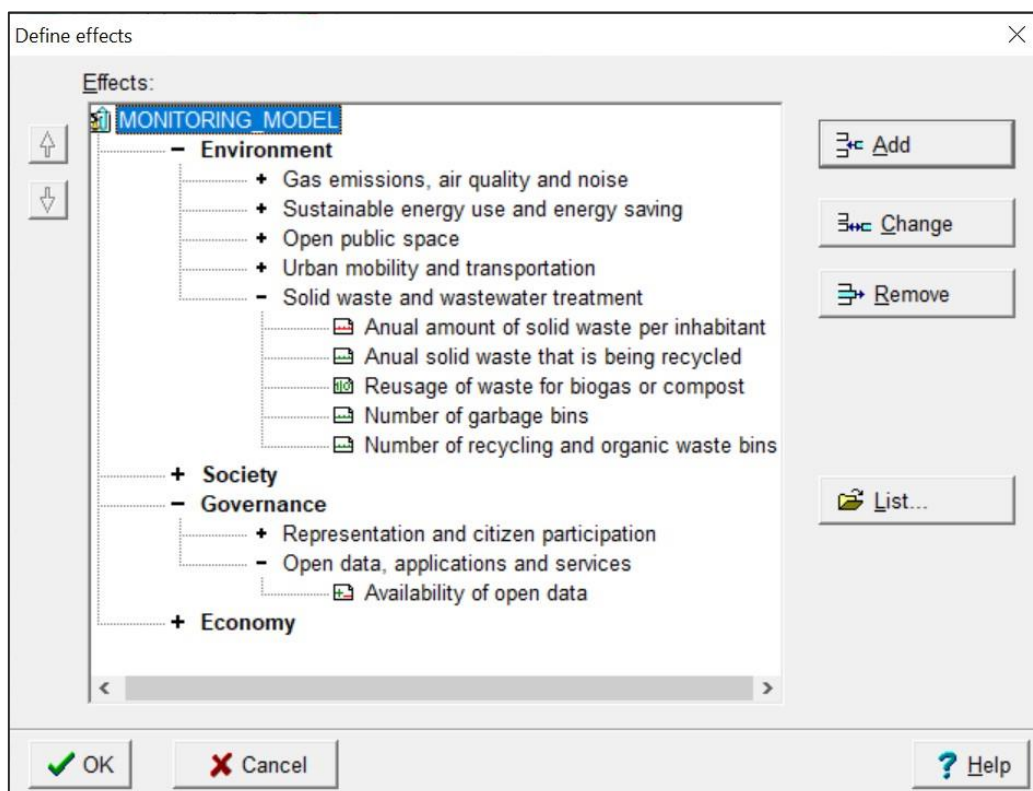 Define effects
Effects:
MONITORING_MODEL
Environment
Gas emissions, air quality and noise
Sustainable energy use and energy saving
Open public space
Urban mobility and transportation
Solid waste and wastewater treatment
Anual amount of solid waste per inhabitant
Anual solid waste that is being recycled
Reusage of waste for biogas or compost
Number of garbage bins
Number of recycling and organic waste bins
Society
Governance
Representation and citizen participation
Open data, applications and services
Availability of open data
Economy
Add
Change
Remove
List...
OK
Cancel
Help